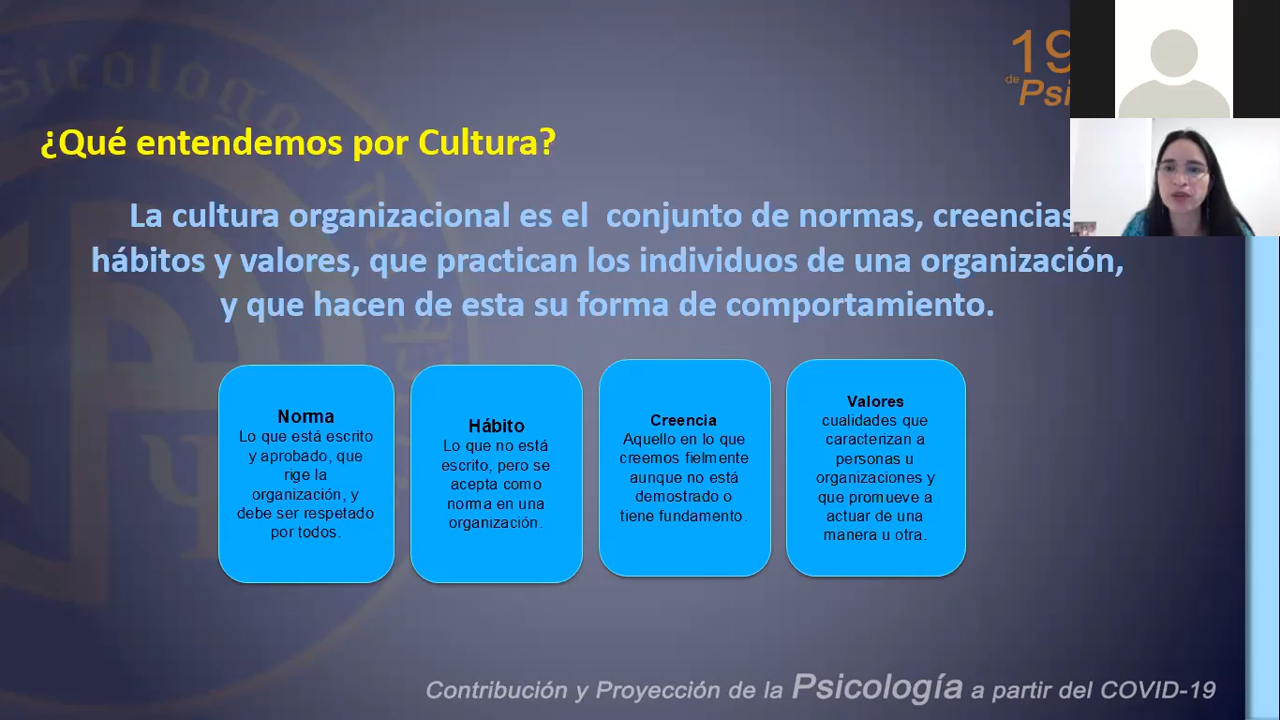 19
de
Psi
¿Qué entendemos por Cultura?
La cultura organizacional es el  conjunto de normas, creencias
hábitos y valores, que practican los individuos de una organización,
y que hacen de esta su forma de comportamiento.
Norma
Lo que está escrito
y aprobado, que
rige la
organización, y
debe ser respetado
por todos.
Hábito
Lo que no está
escrito, pero se
acepta como
norma en una
organización.
Creencia
Aquello en lo que
creemos fielmente
aunque no está
demostrado o
tiene fundamento.
Valores
cualidades que
caracterizan a
personas u
organizaciones y
que promueve a
actuar de una
manera u otra.
Contribución y Proyección de la Psicología a partir del COVID-19